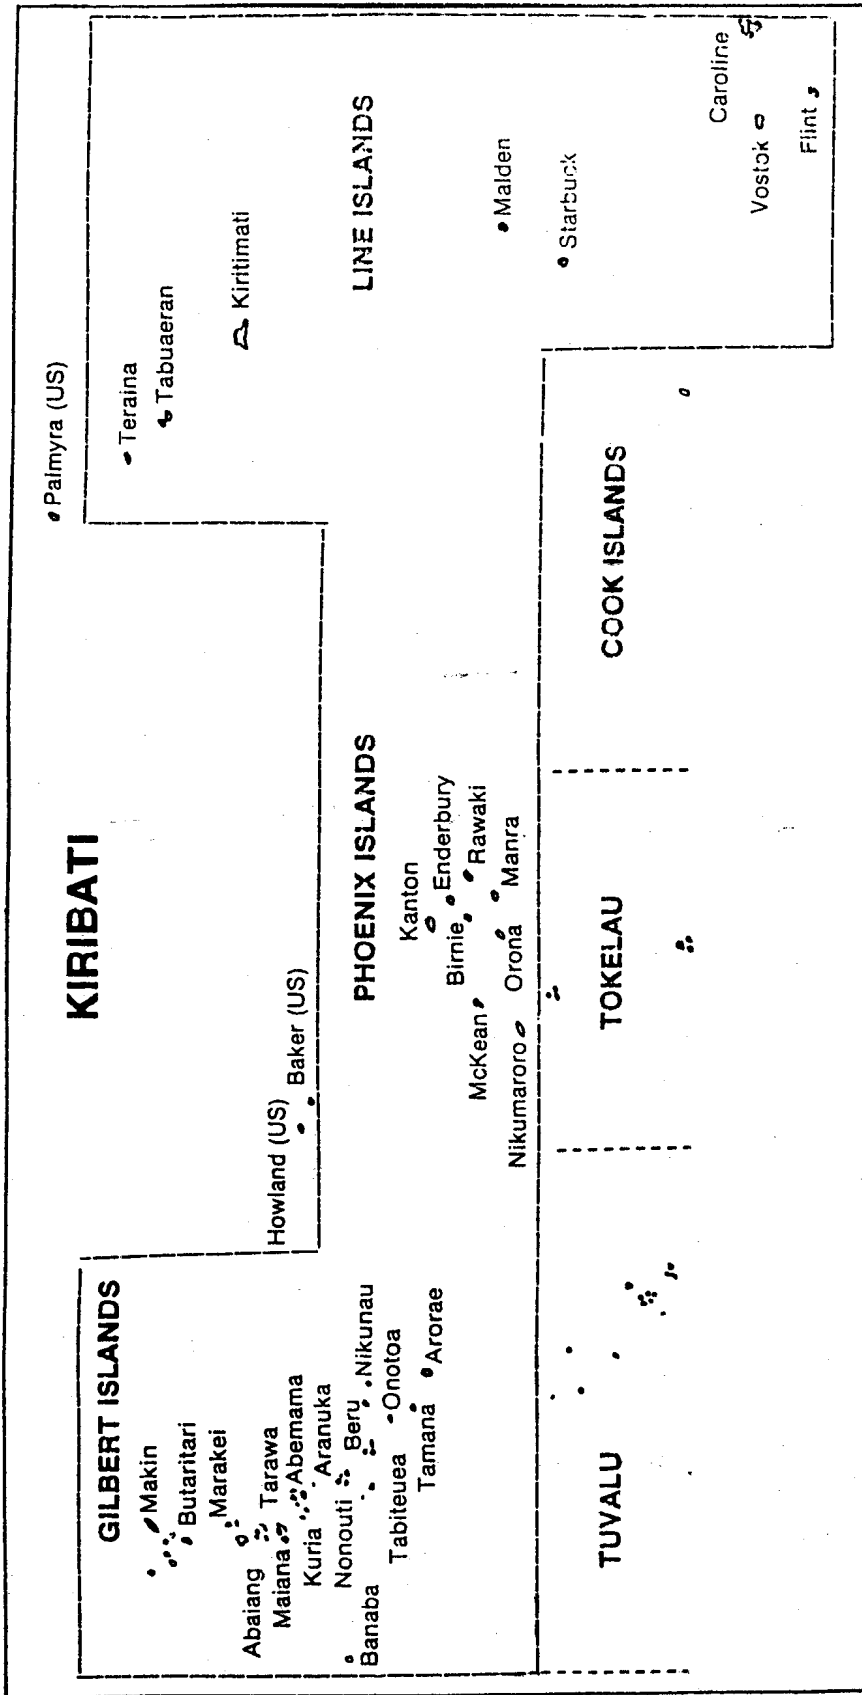 KIRIBATI
Palmyra (US)
Teraina
Tabuaeran
Kiritimati
LINE ISLANDS
Malden
Starbuck
Caroline
Vostok
Flint
GILBERT ISLANDS
Makin
Butaritari
Marakei
Abaiang
Tarawa
Maiana
Abemama
Kuria
Aranuka
Nonouti
Beru
Nikunau
Banaba
Tabiteuea
Onotoa
Tamana
Arorae
Howland (US)
Baker (US)
PHOENIX ISLANDS
Kanton
Enderbury
Birnie
Rawaki
McKean
Orona
Manra
Nikumaroro
TUVALU
TOKELAU
COOK ISLANDS